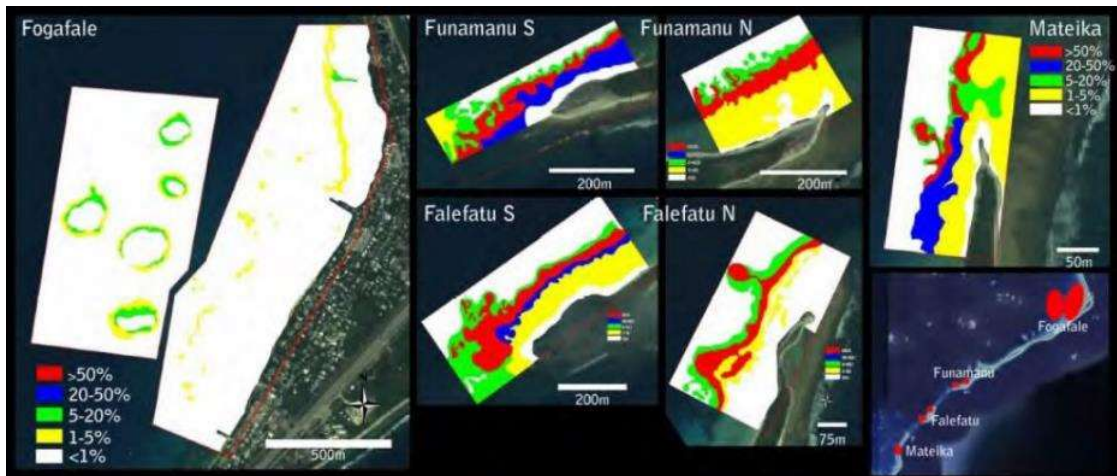 Fogafale
>50%
20-50%
5-20%
1-5%
<1%
500m
Funamanu S
200m
Funamanu N
200m
Mateika
>50%
20-50%
5-20%
1-5%
<1%
50m
Falefatu S
200m
Falefatu N
75m
Fogafale
Funamanu
Falefatu
Mateika